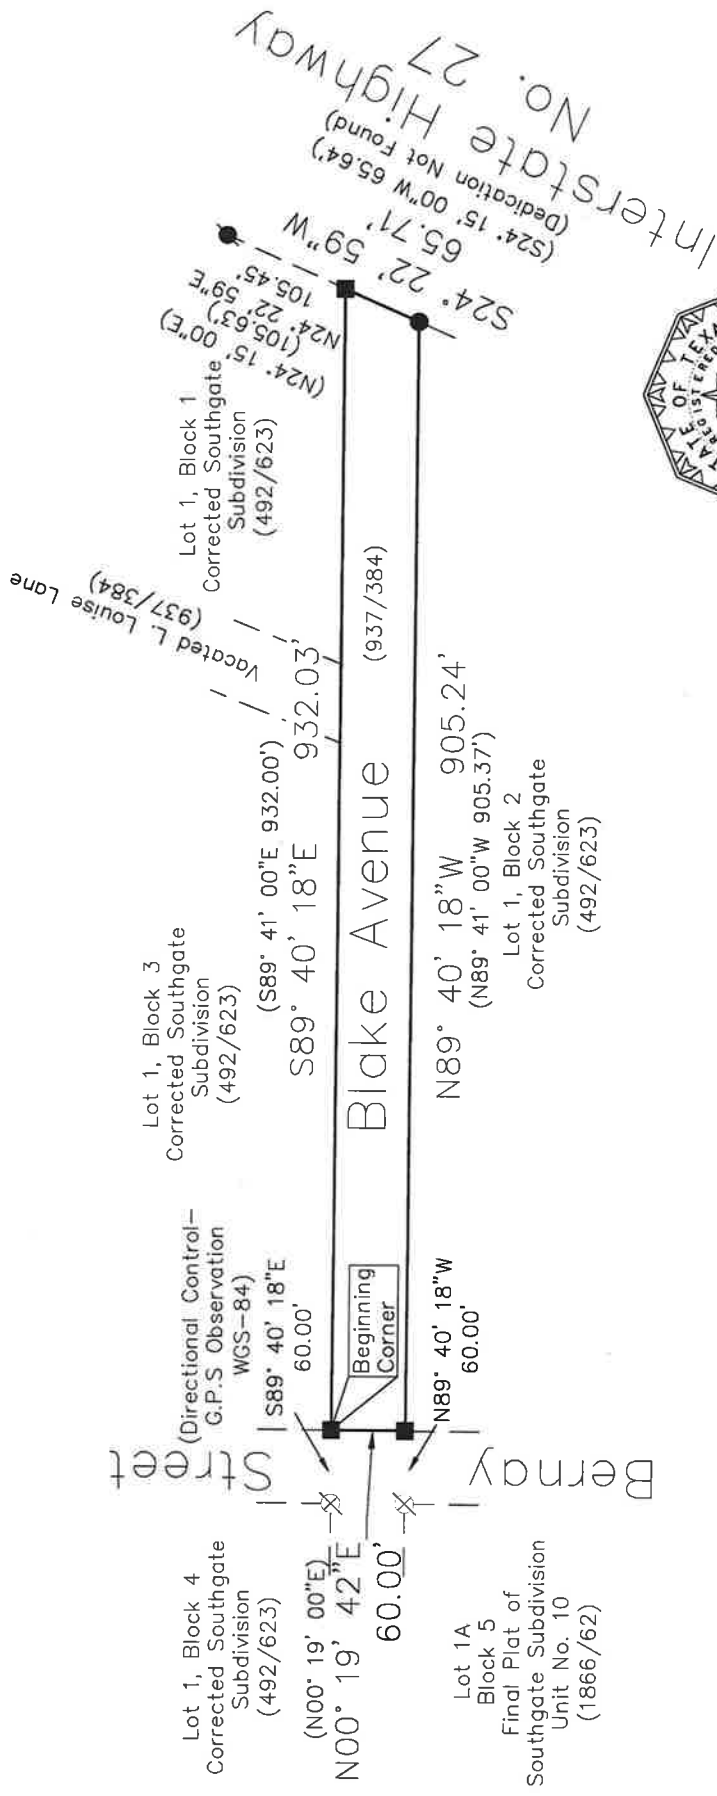 Interstate Highway
No. 27
(Dedication Not Found)
(S24° 15' 00"W 65.64')
65.71'
S24° 22' 59"W
(N24° 15' 00"E)
(105.63')
N24° 22' 59"E
105.45'
Lot 1, Block 1
Corrected Southgate
Subdivision
(492/623)
Vacated L. Louise Lane
(937/384)
Lot 1, Block 3
Corrected Southgate
Subdivision
(492/623)
(S89° 41' 00"E 932.00')
S89° 40' 18"E 932.03'
Blake Avenue
(937/384)
N89° 40' 18"W 905.24'
(N89° 41' 00"W 905.37')
Lot 1, Block 2
Corrected Southgate
Subdivision
(492/623)
(Directional Control-
G.P.S Observation
WGS-84)
S89° 40' 18"E
60.00'
Beginning
Corner
N89° 40' 18"W
60.00'
Bernay Street
Lot 1, Block 4
Corrected Southgate
Subdivision
(492/623)
(N00° 19' 00"E)
N00° 19' 42"E
60.00'
Lot 1A
Block 5
Final Plat of
Southgate Subdivision
Unit No. 10
(1866/62)
STATE OF TEXA
REGISTERED